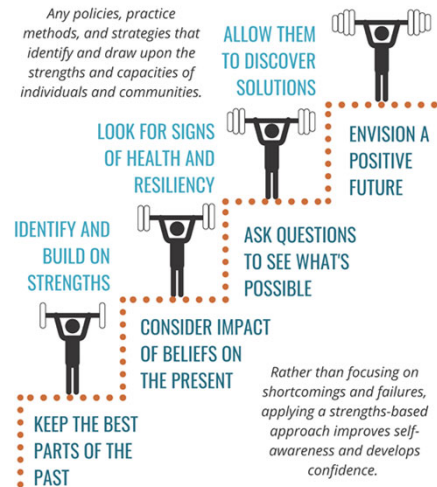 Any policies, practice
methods, and strategies that
identify and draw upon the
strengths and capacities of
individuals and communities.
ALLOW THEM
TO DISCOVER
SOLUTIONS
LOOK FOR SIGNS
OF HEALTH AND
RESILIENCY
ENVISION A
POSITIVE
FUTURE
IDENTIFY AND
BUILD ON
STRENGTHS
ASK QUESTIONS
TO SEE WHAT'S
POSSIBLE
CONSIDER IMPACT
OF BELIEFS ON
THE PRESENT
KEEP THE BEST
PARTS OF THE
PAST
Rather than focusing on
shortcomings and failures,
applying a strengths-based
approach improves self-
awareness and develops
confidence.